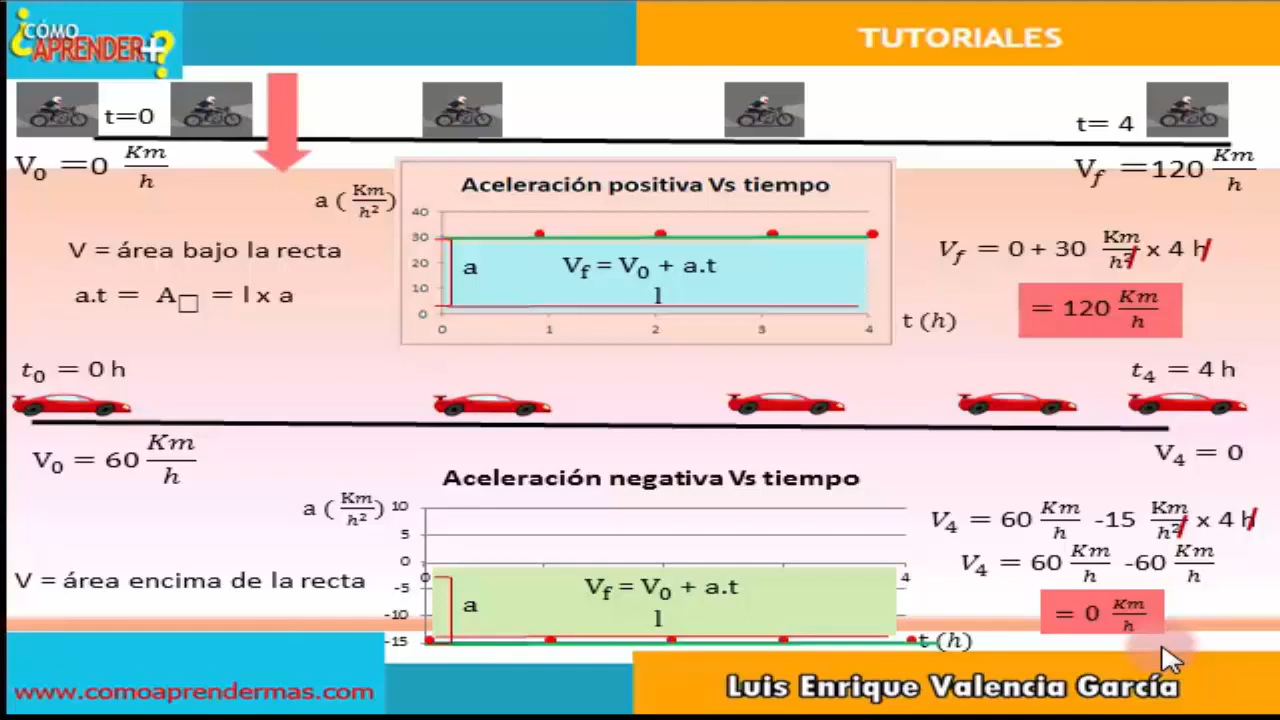 ¿CÓMO APRENDER+?
TUTORIALES
t=0
t= 4
V₀ =0 Km/h
V_f =120 Km/h
a (Km/h²)
Aceleración positiva Vs tiempo
40
30
20
10
0
0 1 2 3 4
a
V_f = V₀ + a.t
l
t (h)
V = área bajo la recta
a.t = A□ = l x a
V_f = 0 + 30 Km/h² x 4 h
= 120 Km/h
t₀ = 0 h
t₄ = 4 h
V₀ = 60 Km/h
V₄ = 0
Aceleración negativa Vs tiempo
a (Km/h²)
10
5
0
-5
-10
-15
0 4
a
V_f = V₀ + a.t
l
t (h)
V = área encima de la recta
V₄ = 60 Km/h -15 Km/h² x 4 h
V₄ = 60 Km/h -60 Km/h
= 0 Km/h
www.comoaprendermas.com
Luis Enrique Valencia García